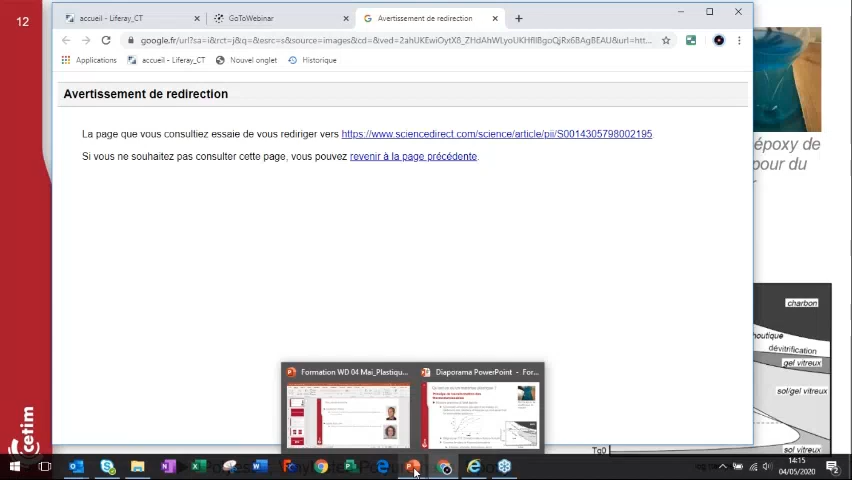 12
accueil - Liferay_CT
GoToWebinar
Avertissement de redirection
google.fr/url?sa=i&rct=j&q=&esrc=s&source=images&cd=&ved=2ahUKEwiOytX8_ZHdAhWLyoUKHfIlBgoQjRx6BAgBEAU&url=htt...
Applications
accueil - Liferay_CT
Nouvel onglet
Historique
Avertissement de redirection
La page que vous consultiez essaie de vous rediriger vers https://www.sciencedirect.com/science/article/pii/S0014305798002195.
Si vous ne souhaitez pas consulter cette page, vous pouvez revenir à la page précédente.
époxy de
pour du
charbon
dévitrification
gel vitreux
sol/gel vitreux
sol vitreux
Tg0
Formation WD 04 Mai_Plastiqu...
Diaporama PowerPoint - For...
cetim
14:15
04/05/2020